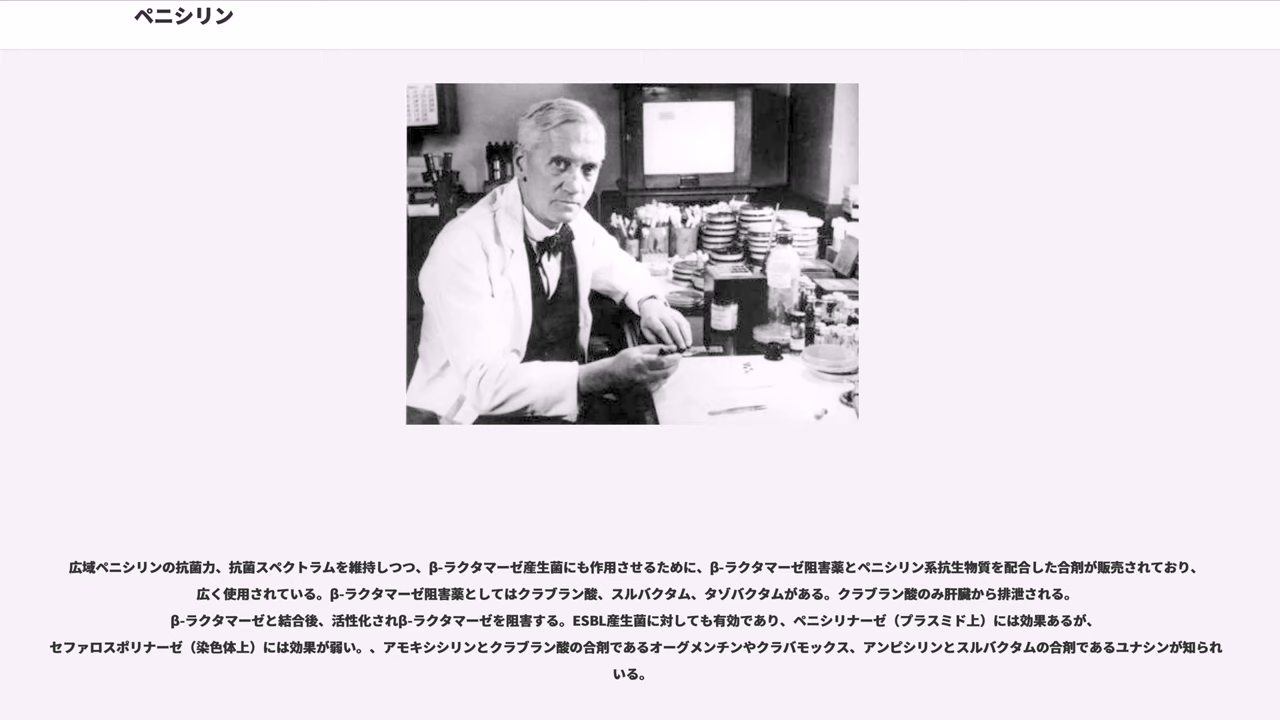 ペニシリン
広域ペニシリンの抗菌力、抗菌スペクトラムを維持しつつ、β-ラクタマーゼ産生菌にも作用させるために、β-ラクタマーゼ阻害薬とペニシリン系抗生物質を配合した合剤が販売されており、
広く使用されている。β-ラクタマーゼ阻害薬としてはクラブラン酸、スルバクタム、タゾバクタムがある。クラブラン酸のみ肝臓から排泄される。
β-ラクタマーゼと結合後、活性化されβ-ラクタマーゼを阻害する。ESBL産生菌に対しても有効であり、ペニシリナーゼ（プラスミド上）には効果あるが、
セファロスポリナーゼ（染色体上）には効果が弱い。、アモキシシリンとクラブラン酸の合剤であるオーグメンチンやクラバモックス、アンピシリンとスルバクタムの合剤であるユナシンが知られ
いる。